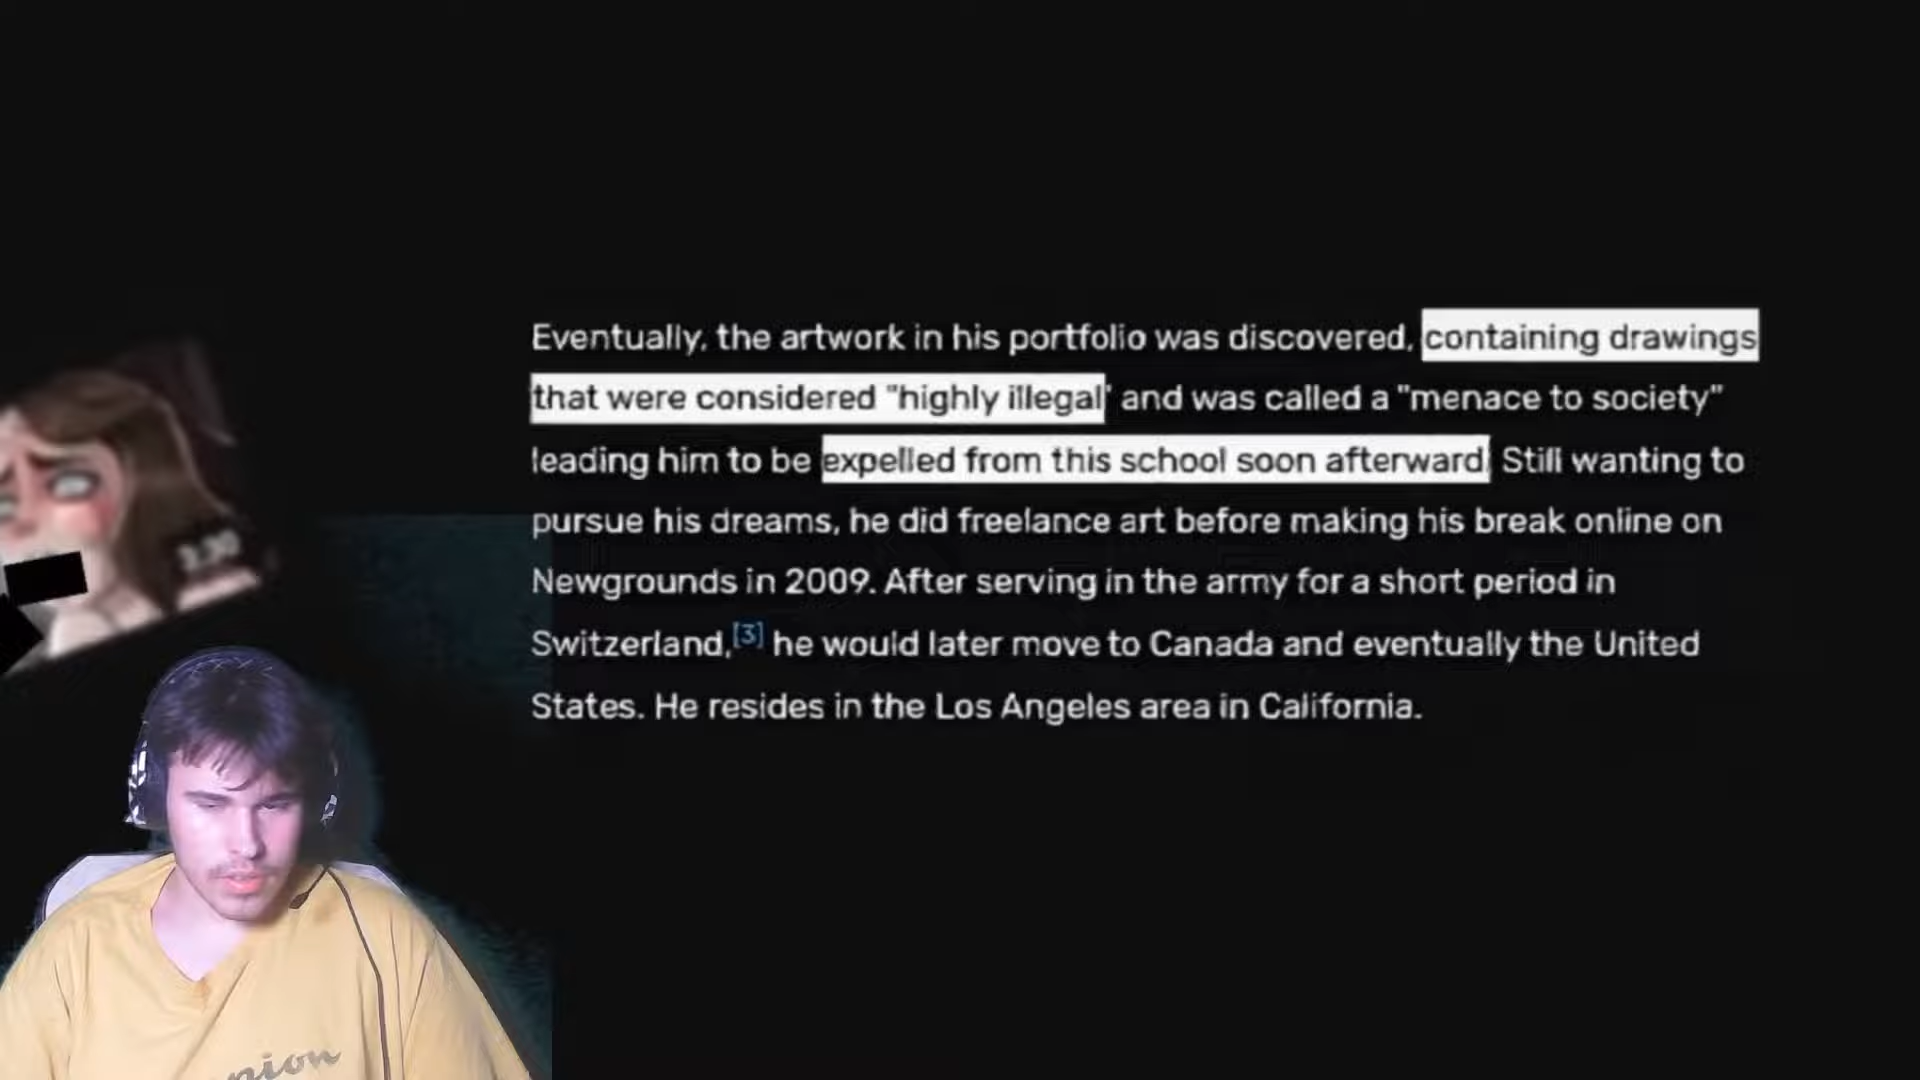 Eventually, the artwork in his portfolio was discovered, containing drawings
that were considered "highly illegal" and was called a "menace to society"
leading him to be expelled from this school soon afterward. Still wanting to
pursue his dreams, he did freelance art before making his break online on
Newgrounds in 2009. After serving in the army for a short period in
Switzerland,[3] he would later move to Canada and eventually the United
States. He resides in the Los Angeles area in California.
pion